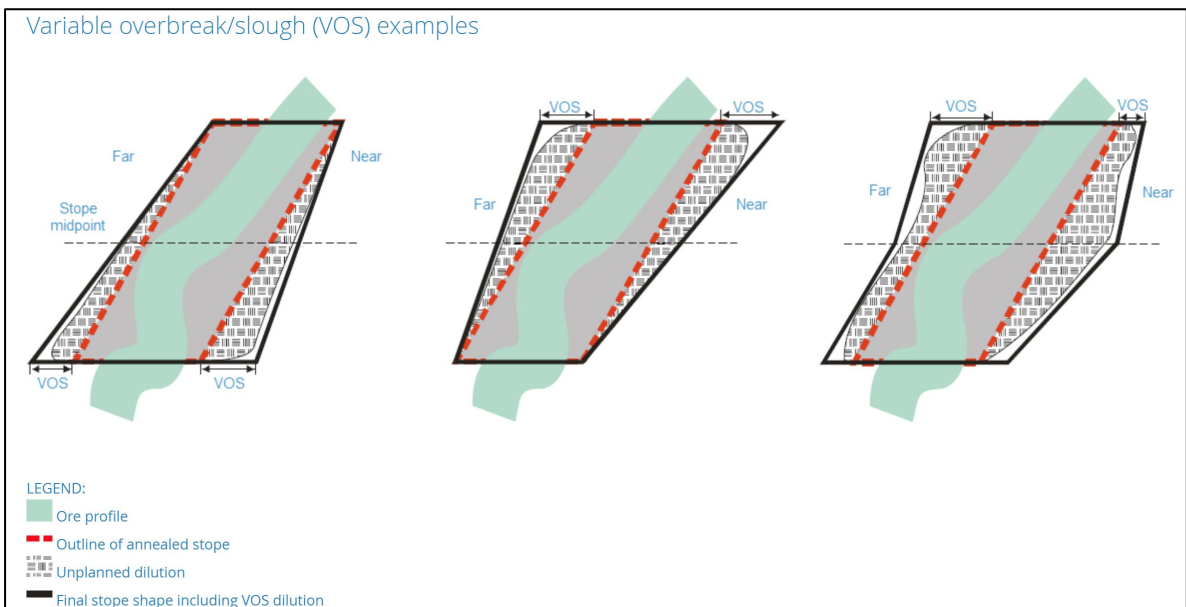 Variable overbreak/slough (VOS) examples
Far
Near
Stope
midpoint
VOS
VOS
VOS
VOS
Far
Near
VOS
VOS
Far
Near
LEGEND:
Ore profile
Outline of annealed stope
Unplanned dilution
Final stope shape including VOS dilution